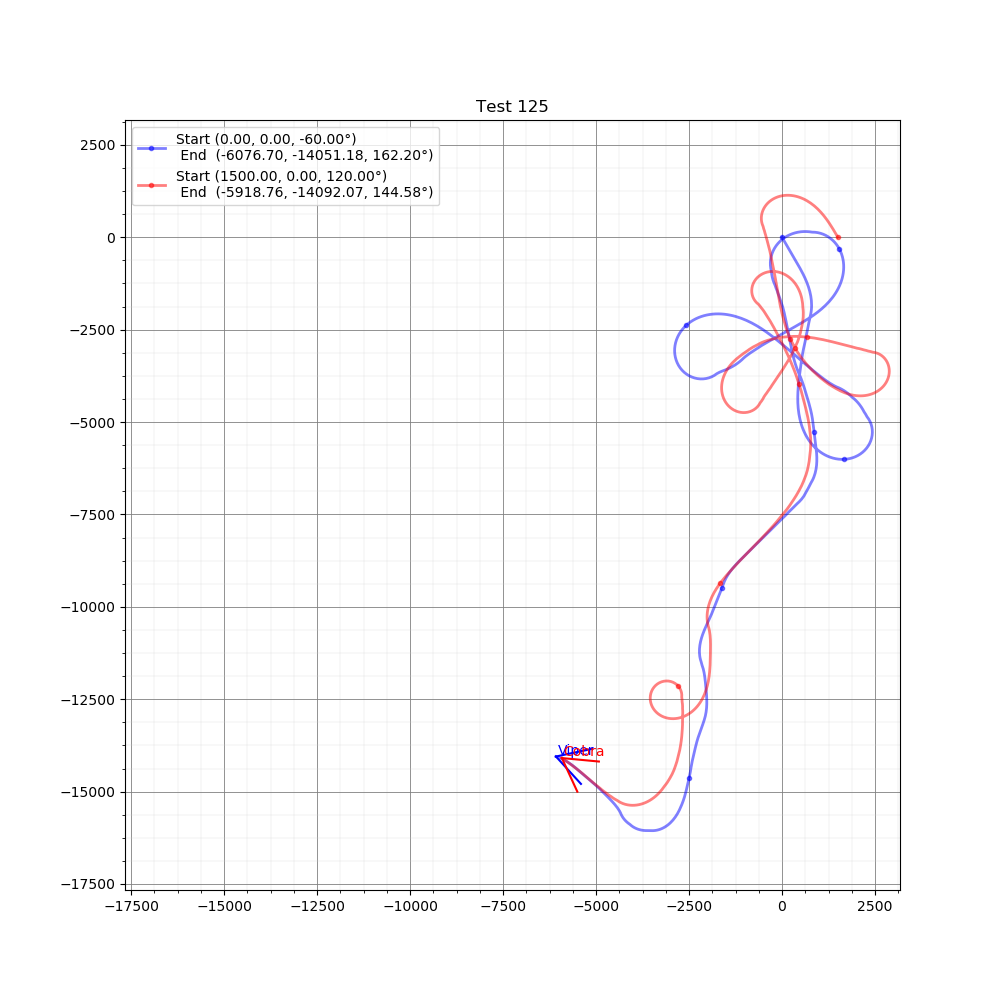 Test 125
Start (0.00, 0.00, -60.00°)
End (-6076.70, -14051.18, 162.20°)
Start (1500.00, 0.00, 120.00°)
End (-5918.76, -14092.07, 144.58°)
2500
0
−2500
−5000
−7500
−10000
−12500
−15000
−17500
−17500 −15000 −12500 −10000 −7500 −5000 −2500 0 2500